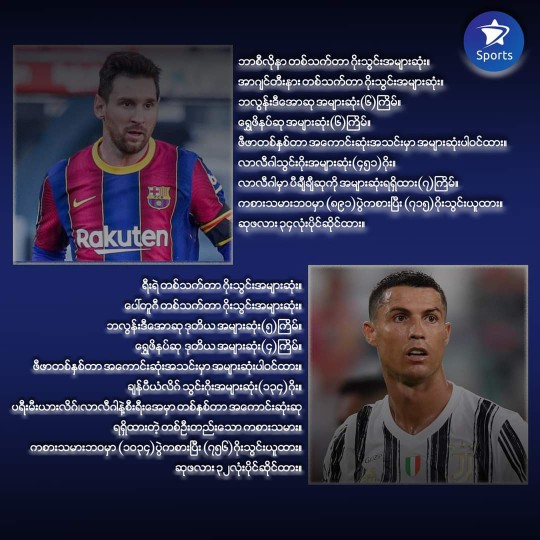 Sports
ဘာစီလိုနာ တစ်သက်တာ ဂိုးသွင်းအများဆုံး။
အာဂျင်တီးနား တစ်သက်တာ ဂိုးသွင်းအများဆုံး။
ဘလွန်းဒီအောဆု အများဆုံး(၆)ကြိမ်။
ရွှေဖိနပ်ဆု အများဆုံး(၆)ကြိမ်။
ဖီဖာတစ်နှစ်တာ အကောင်းဆုံးအသင်းမှာ အများဆုံးပါဝင်ထား။
လာလီဂါသွင်းဂိုးအများဆုံး(၄၅၁)ဂိုး။
လာလီဂါမှာ ပီချီချီဆုကို အများဆုံးရရှိထား(၇)ကြိမ်။
ကစားသမားဘဝမှာ (၈၉၁)ပွဲကစားပြီး (၇၁၅)ဂိုးသွင်းယူထား။
ဆုဖလား ၃၄လုံးပိုင်ဆိုင်ထား။
Rakuten
ရီးရဲ တစ်သက်တာ ဂိုးသွင်းအများဆုံး။
ပေါ်တူဂီ တစ်သက်တာ ဂိုးသွင်းအများဆုံး။
ဘလွန်းဒီအောဆု ဒုတိယ အများဆုံး(၅)ကြိမ်။
ရွှေဖိနပ်ဆု ဒုတိယ အများဆုံး(၄)ကြိမ်။
ဖီဖာတစ်နှစ်တာ အကောင်းဆုံးအသင်းမှာ အများဆုံးပါဝင်ထား။
ချန်ပီယံလိဂ် သွင်းဂိုးအများဆုံး(၁၃၄)ဂိုး။
ပရီးမီးယားလိဂ်၊လာလီဂါနဲ့စီးရီးအေမှာ တစ်နှစ်တာ အကောင်းဆုံးဆု
ရရှိထားတဲ့ တစ်ဦးတည်းသော ကစားသမား။
ကစားသမားဘဝမှာ (၁၀၃၄)ပွဲကစားပြီး (၇၅၆)ဂိုးသွင်းယူထား။
ဆုဖလား ၃၂လုံးပိုင်ဆိုင်ထား။